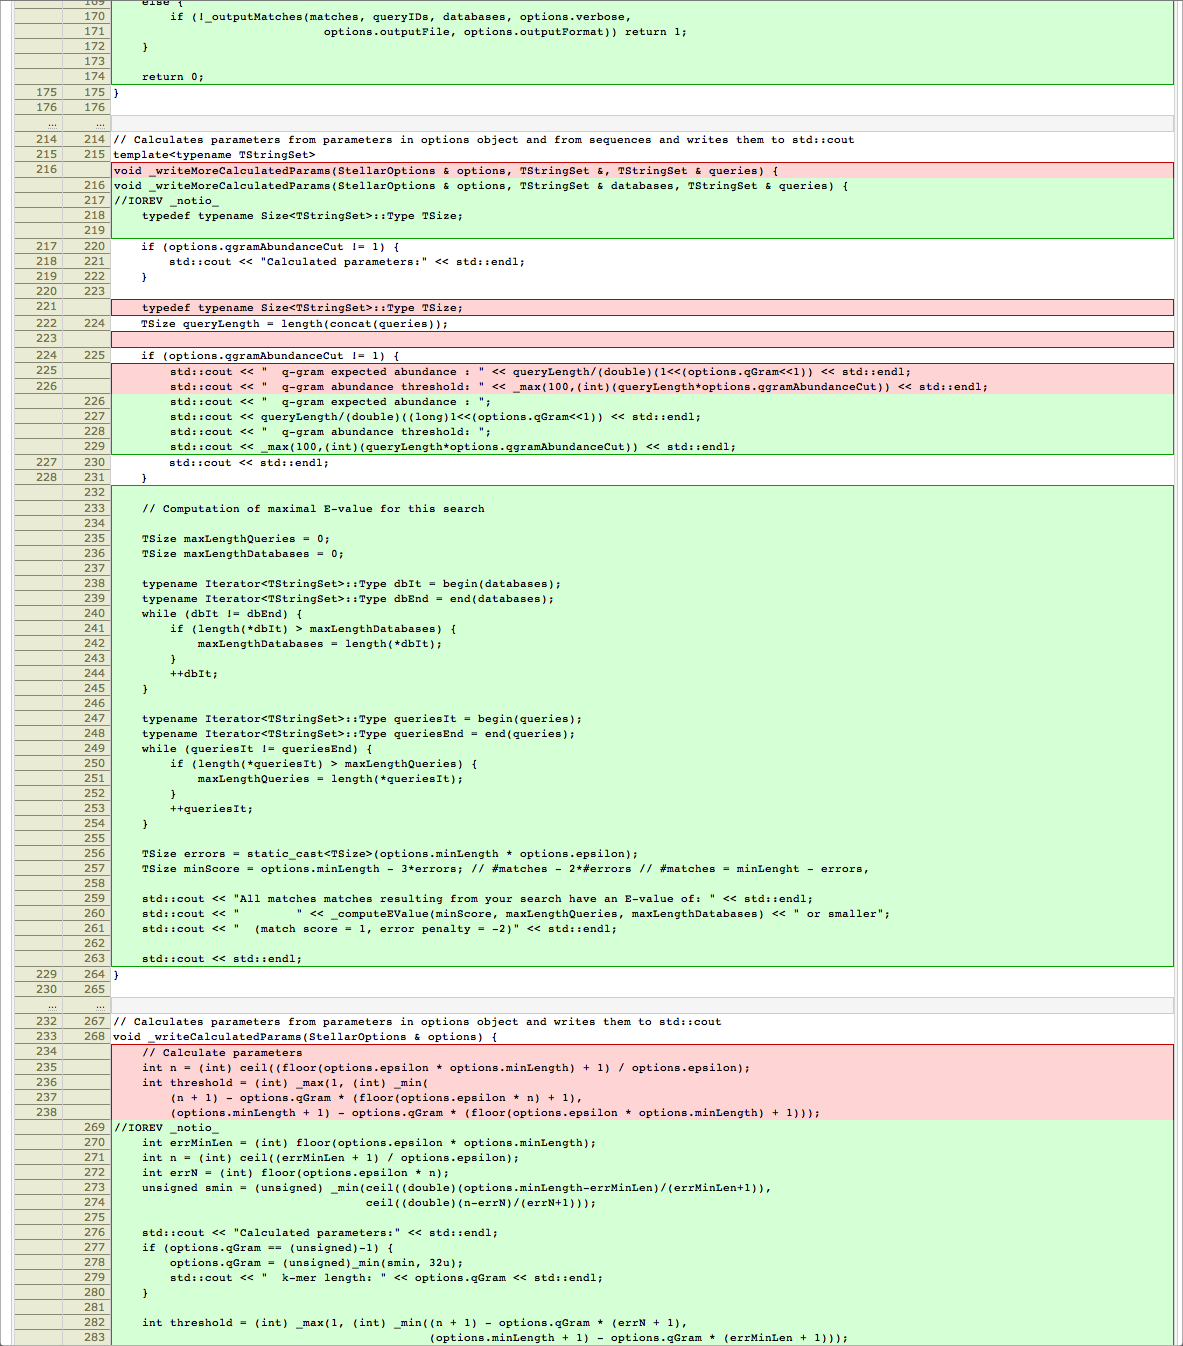 169 else {
170 if (!_outputMatches(matches, queryIDs, databases, options.verbose,
171 options.outputFile, options.outputFormat)) return 1;
172 }
173
174 return 0;
175 175 }
176 176
... ...
214 214 // Calculates parameters from parameters in options object and from sequences and writes them to std::cout
215 215 template<typename TStringSet>
216 void _writeMoreCalculatedParams(StellarOptions & options, TStringSet &, TStringSet & queries) {
216 void _writeMoreCalculatedParams(StellarOptions & options, TStringSet & databases, TStringSet & queries) {
217 //IOREV _notio_
218 typedef typename Size<TStringSet>::Type TSize;
219
217 220 if (options.qgramAbundanceCut != 1) {
218 221 std::cout << "Calculated parameters:" << std::endl;
219 222 }
220 223
221 typedef typename Size<TStringSet>::Type TSize;
222 224 TSize queryLength = length(concat(queries));
223
224 225 if (options.qgramAbundanceCut != 1) {
225 std::cout << "  q-gram expected abundance : " << queryLength/(double)(1<<(options.qGram<<1)) << std::endl;
226 std::cout << "  q-gram abundance threshold: " << _max(100,(int)(queryLength*options.qgramAbundanceCut)) << std::endl;
226 std::cout << "  q-gram expected abundance : ";
227 std::cout << queryLength/(double)((long)1<<(options.qGram<<1)) << std::endl;
228 std::cout << "  q-gram abundance threshold: ";
229 std::cout << _max(100,(int)(queryLength*options.qgramAbundanceCut)) << std::endl;
227 230 std::cout << std::endl;
228 231 }
232
233 // Computation of maximal E-value for this search
234
235 TSize maxLengthQueries = 0;
236 TSize maxLengthDatabases = 0;
237
238 typename Iterator<TStringSet>::Type dbIt = begin(databases);
239 typename Iterator<TStringSet>::Type dbEnd = end(databases);
240 while (dbIt != dbEnd) {
241 if (length(*dbIt) > maxLengthDatabases) {
242 maxLengthDatabases = length(*dbIt);
243 }
244 ++dbIt;
245 }
246
247 typename Iterator<TStringSet>::Type queriesIt = begin(queries);
248 typename Iterator<TStringSet>::Type queriesEnd = end(queries);
249 while (queriesIt != queriesEnd) {
250 if (length(*queriesIt) > maxLengthQueries) {
251 maxLengthQueries = length(*queriesIt);
252 }
253 ++queriesIt;
254 }
255
256 TSize errors = static_cast<TSize>(options.minLength * options.epsilon);
257 TSize minScore = options.minLength - 3*errors; // #matches - 2*#errors // #matches = minLenght - errors,
258
259 std::cout << "All matches matches resulting from your search have an E-value of: " << std::endl;
260 std::cout << "        " << _computeEValue(minScore, maxLengthQueries, maxLengthDatabases) << " or smaller";
261 std::cout << "  (match score = 1, error penalty = -2)" << std::endl;
262
263 std::cout << std::endl;
229 264 }
230 265
... ...
232 267 // Calculates parameters from parameters in options object and writes them to std::cout
233 268 void _writeCalculatedParams(StellarOptions & options) {
234 // Calculate parameters
235 int n = (int) ceil((floor(options.epsilon * options.minLength) + 1) / options.epsilon);
236 int threshold = (int) _max(1, (int) _min(
237 (n + 1) - options.qGram * (floor(options.epsilon * n) + 1),
238 (options.minLength + 1) - options.qGram * (floor(options.epsilon * options.minLength) + 1)));
269 //IOREV _notio_
270 int errMinLen = (int) floor(options.epsilon * options.minLength);
271 int n = (int) ceil((errMinLen + 1) / options.epsilon);
272 int errN = (int) floor(options.epsilon * n);
273 unsigned smin = (unsigned) _min(ceil((double)(options.minLength-errMinLen)/(errMinLen+1)),
274 ceil((double)(n-errN)/(errN+1)));
275
276 std::cout << "Calculated parameters:" << std::endl;
277 if (options.qGram == (unsigned)-1) {
278 options.qGram = (unsigned)_min(smin, 32u);
279 std::cout << "  k-mer length: " << options.qGram << std::endl;
280 }
281
282 int threshold = (int) _max(1, (int) _min((n + 1) - options.qGram * (errN + 1),
283 (options.minLength + 1) - options.qGram * (errMinLen + 1)));